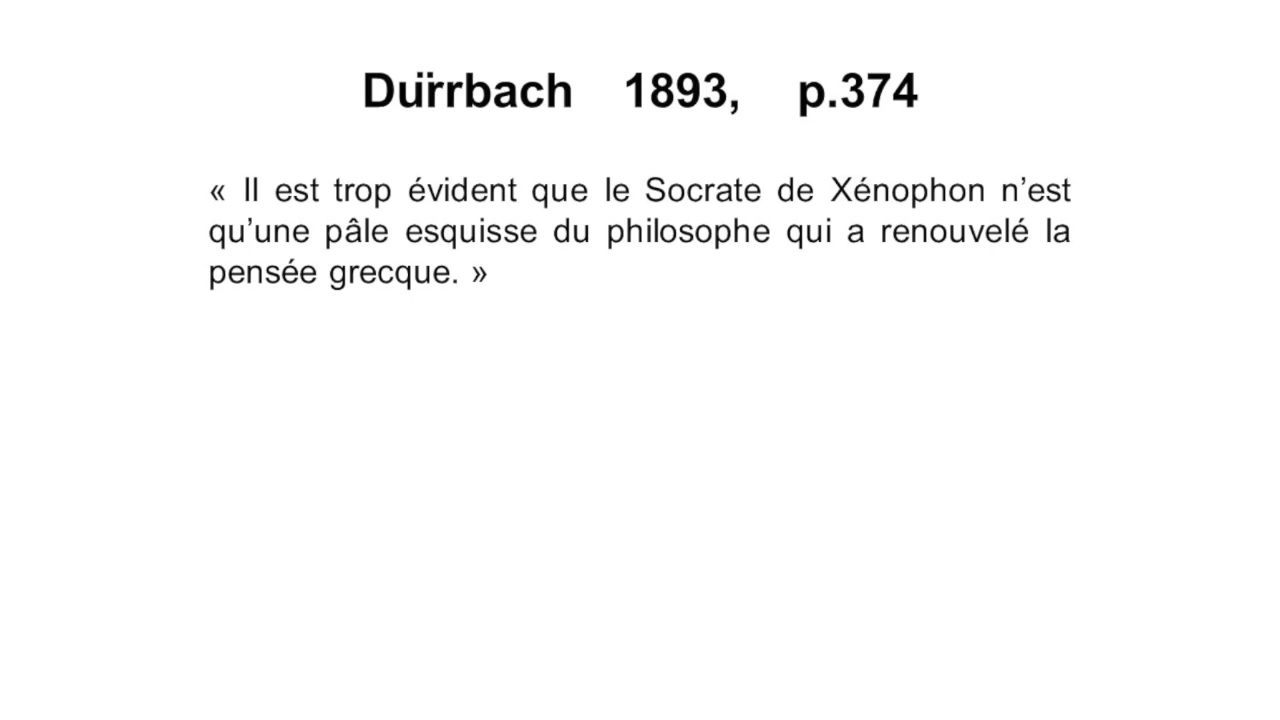 Dürrbach 1893, p.374
« Il est trop évident que le Socrate de Xénophon n’est
qu’une pâle esquisse du philosophe qui a renouvelé la
pensée grecque. »